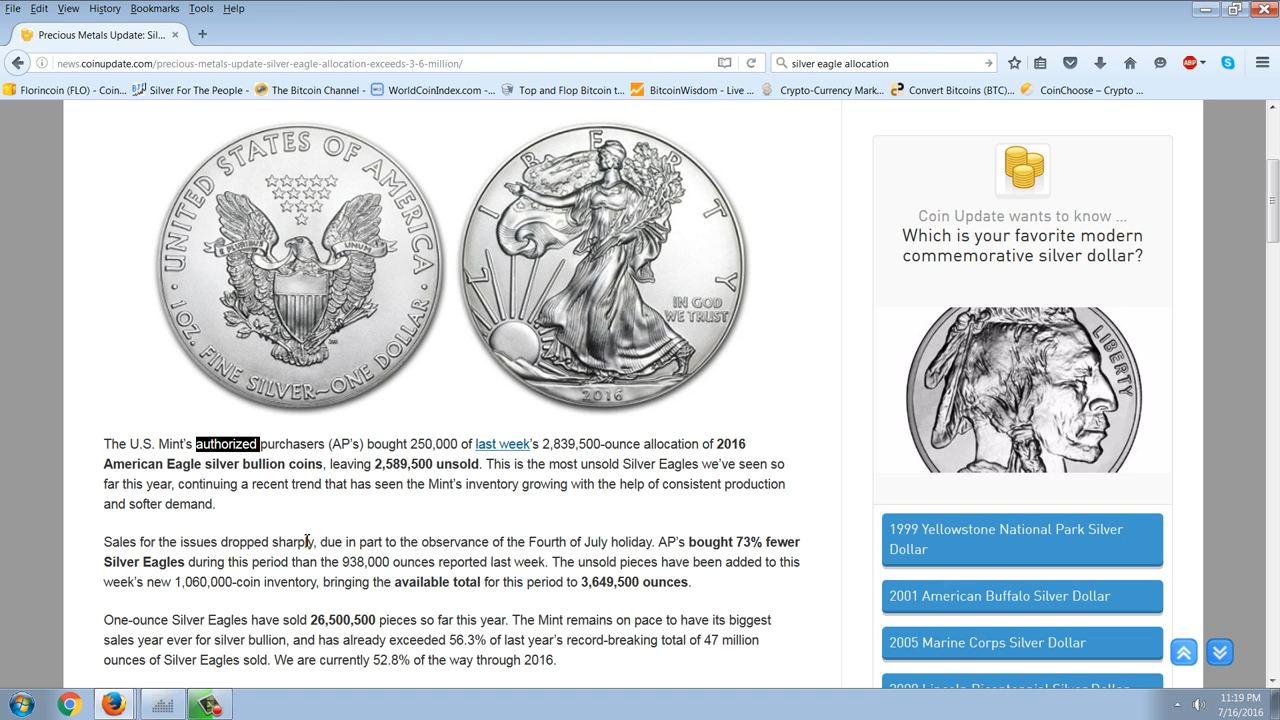 File Edit View History Bookmarks Tools Help
Precious Metals Update: Sil...
news.coinupdate.com/precious-metals-update-silver-eagle-allocation-exceeds-3-6-million/
silver eagle allocation
ABP
Florincoin (FLO) - Coin... Silver For The People - ... The Bitcoin Channel - ... WorldCoinIndex.com -... Top and Flop Bitcoin t... BitcoinWisdom - Live ... Crypto-Currency Mark... Convert Bitcoins (BTC)... CoinChoose – Crypto ...
UNITED STATES OF AMERICA
PLURIBUS UNUM
1 OZ. FINE SILVER~ONE DOLLAR
LIBERTY
IN GOD
WE TRUST
2016
The U.S. Mint’s authorized purchasers (AP’s) bought 250,000 of last week’s 2,839,500-ounce allocation of 2016
American Eagle silver bullion coins, leaving 2,589,500 unsold. This is the most unsold Silver Eagles we’ve seen so
far this year, continuing a recent trend that has seen the Mint’s inventory growing with the help of consistent production
and softer demand.
Sales for the issues dropped sharply, due in part to the observance of the Fourth of July holiday. AP’s bought 73% fewer
Silver Eagles during this period than the 938,000 ounces reported last week. The unsold pieces have been added to this
week’s new 1,060,000-coin inventory, bringing the available total for this period to 3,649,500 ounces.
One-ounce Silver Eagles have sold 26,500,500 pieces so far this year. The Mint remains on pace to have its biggest
sales year ever for silver bullion, and has already exceeded 56.3% of last year’s record-breaking total of 47 million
ounces of Silver Eagles sold. We are currently 52.8% of the way through 2016.
Coin Update wants to know ...
Which is your favorite modern
commemorative silver dollar?
LIBERTY
1999 Yellowstone National Park Silver
Dollar
2001 American Buffalo Silver Dollar
2005 Marine Corps Silver Dollar
Lincoln Bicentennial Silver Dollar
11:19 PM
7/16/2016